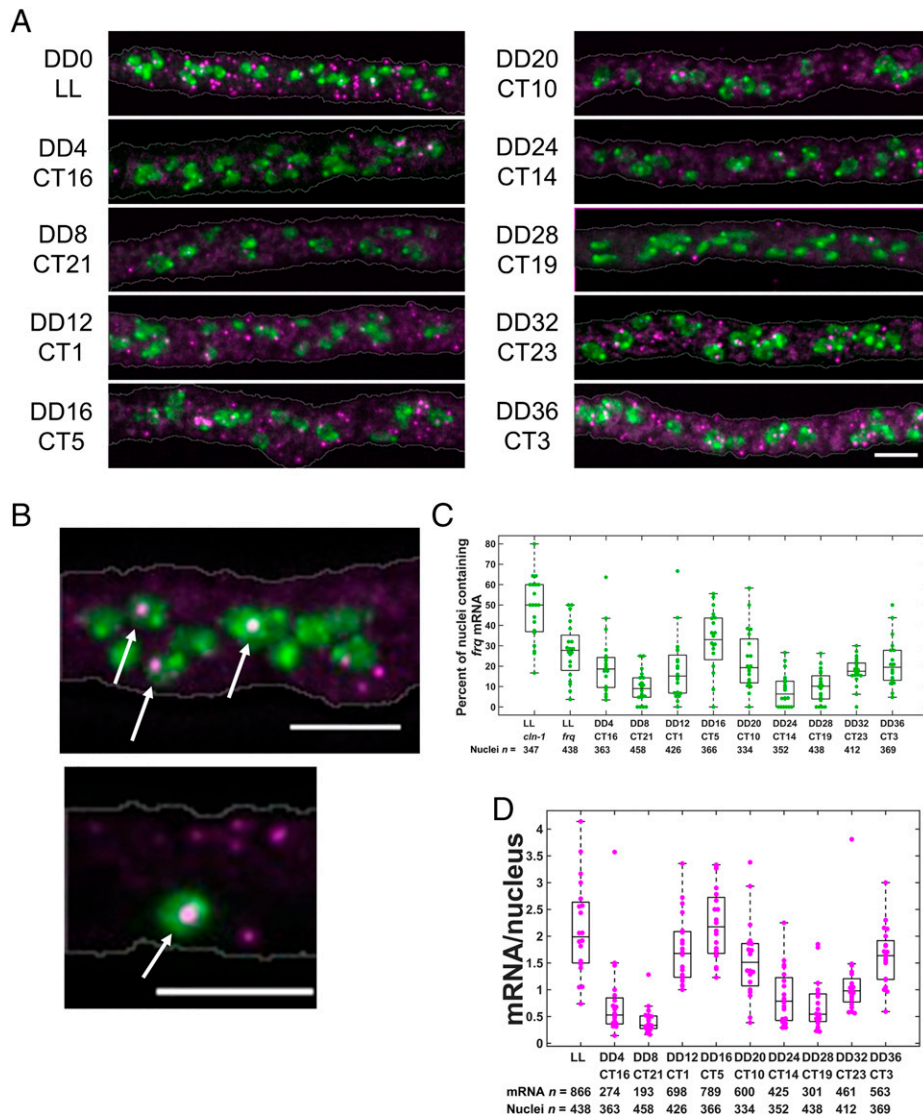 A
DD0
LL
DD4
CT16
DD8
CT21
DD12
CT1
DD16
CT5
DD20
CT10
DD24
CT14
DD28
CT19
DD32
CT23
DD36
CT3
B
C
Percent of nuclei containing
frq mRNA
80
70
60
50
40
30
20
10
0
LL LL DD4 DD8 DD12 DD16 DD20 DD24 DD28 DD32 DD36
cln-1 frq CT16 CT21 CT1 CT5 CT10 CT14 CT19 CT23 CT3
Nuclei n = 347 438 363 458 426 366 334 352 438 412 369
D
mRNA/nucleus
4
3.5
3
2.5
2
1.5
1
0.5
0
LL DD4 DD8 DD12 DD16 DD20 DD24 DD28 DD32 DD36
CT16 CT21 CT1 CT5 CT10 CT14 CT19 CT23 CT3
mRNA n = 866 274 193 698 789 600 425 301 461 563
Nuclei n = 438 363 458 426 366 334 352 438 412 369